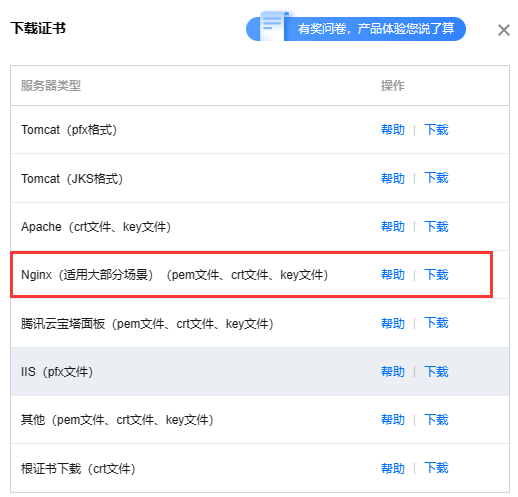 下载证书
有奖问卷，产品体验您说了算
服务器类型 操作
Tomcat（pfx格式） 帮助 | 下载
Tomcat（JKS格式） 帮助 | 下载
Apache（crt文件、key文件） 帮助 | 下载
Nginx（适用大部分场景）（pem文件、crt文件、key文件） 帮助 | 下载
腾讯云宝塔面板（pem文件、crt文件、key文件） 帮助 | 下载
IIS（pfx文件） 帮助 | 下载
其他（pem文件、crt文件、key文件） 帮助 | 下载
根证书下载（crt文件） 帮助 | 下载